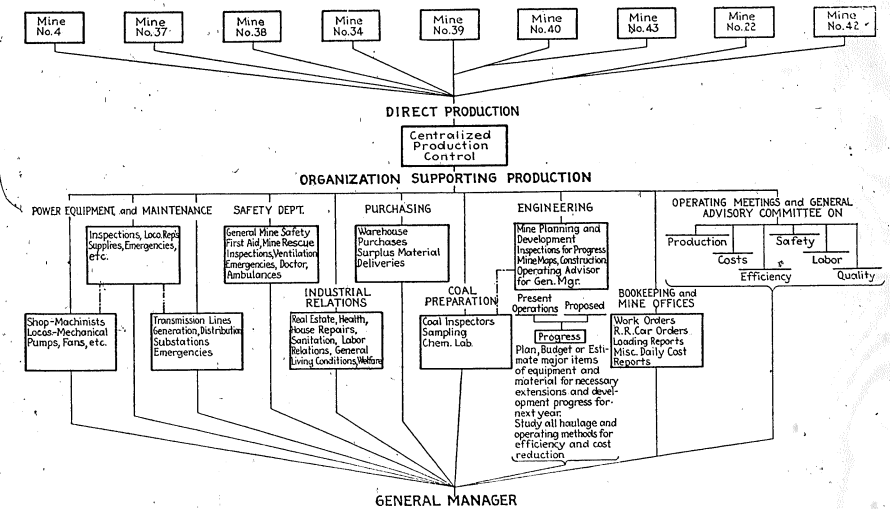 Mine
No.4
Mine
No.37
Mine
No.38
Mine
No.34
Mine
No.39
Mine
No.40
Mine
No.43
Mine
No.22
Mine
No.42
DIRECT PRODUCTION
Centralized
Production
Control
ORGANIZATION SUPPORTING PRODUCTION
POWER EQUIPMENT and MAINTENANCE
Inspections, Loco.Reps
Supplies, Emergencies,
etc.
Shop-Machinists
Locos.-Mechanical
Pumps, Fans, etc.
Transmission Lines
Generation, Distribution
Substations
Emergencies
SAFETY DEPT.
General Mine Safety
First Aid, Mine Rescue
Inspections, Ventilation
Emergencies, Doctor,
Ambulances
INDUSTRIAL
RELATIONS
Real Estate, Health,
House Repairs,
Sanitation, Labor
Relations, General
Living Conditions, Welfare
PURCHASING
Warehouse
Purchases
Surplus Material
Deliveries
COAL
PREPARATION
Coal Inspectors
Sampling
Chem. Lab.
ENGINEERING
Mine Planning and
Development
Inspections for Progress
Mine Maps, Construction
Operating Advisor
for Gen. Mgr.
Present
Operations
Proposed
Progress
Plan, Budget or Esti-
mate major items
of equipment and
material for necessary
extensions and devel-
opment progress for
next year.
Study all haulage and
operating methods for
efficiency and cost
reduction
BOOKEEPING and
MINE OFFICES
Work Orders
R.R.Car Orders
Loading Reports
Misc. Daily Cost
Reports
OPERATING MEETINGS and GENERAL
ADVISORY COMMITTEE ON
Production
Costs
Efficiency
Safety
Labor
Quality
GENERAL MANAGER